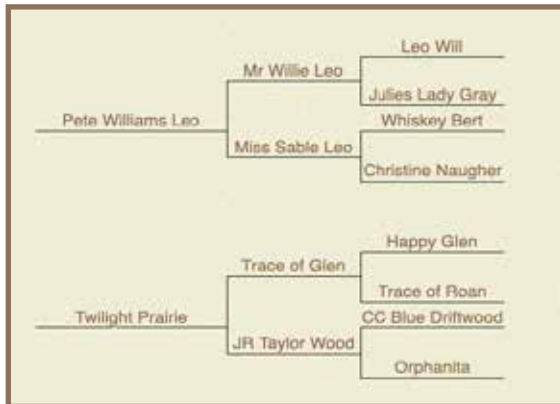 Leo Will
Mr Willie Leo
Julies Lady Gray
Pete Williams Leo
Whiskey Bert
Miss Sable Leo
Christine Naugher
Happy Glen
Trace of Glen
Trace of Roan
Twilight Prairie
CC Blue Driftwood
JR Taylor Wood
Orphanita